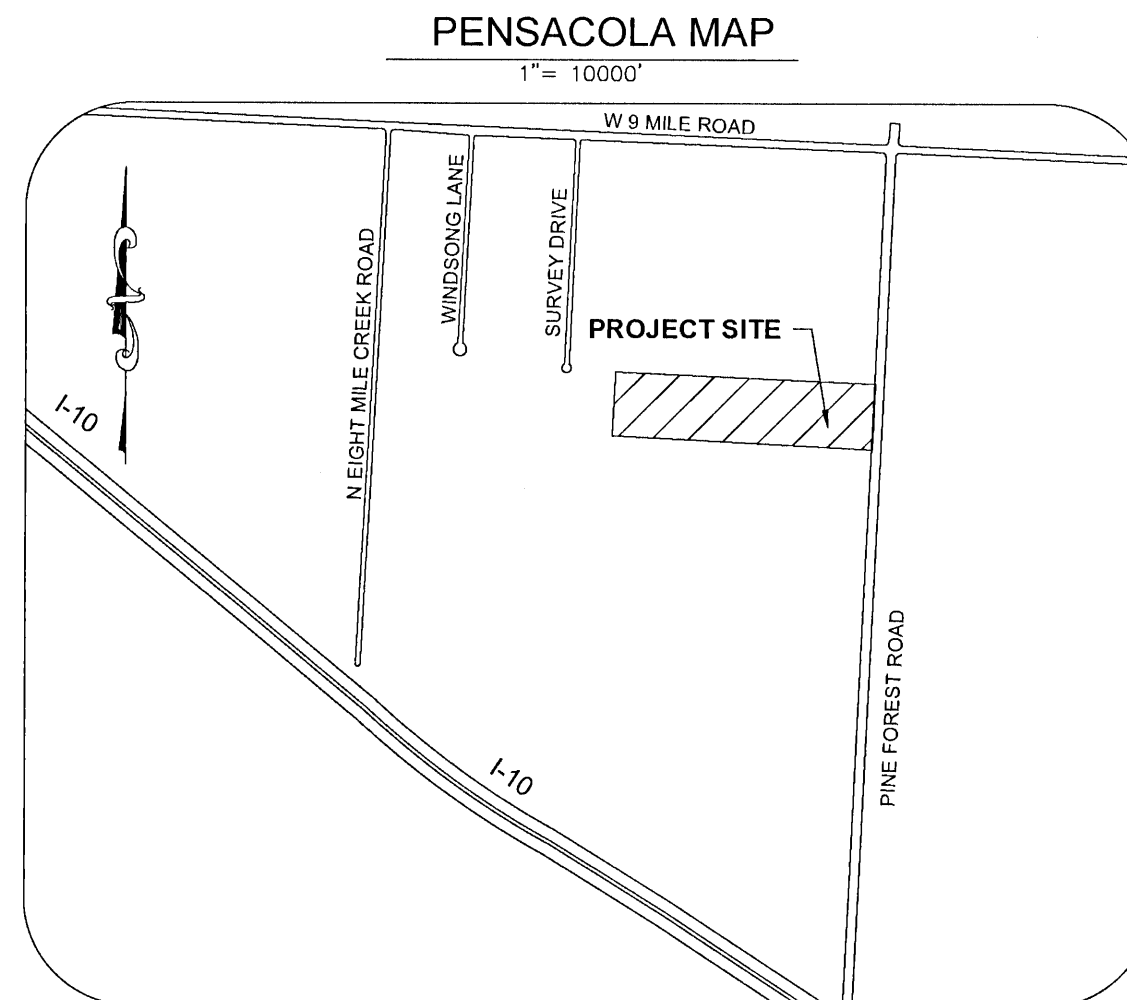 PENSACOLA MAP
1"= 10000'
W 9 MILE ROAD
N EIGHT MILE CREEK ROAD
WINDSONG LANE
SURVEY DRIVE
PROJECT SITE
I-10
PINE FOREST ROAD
I-10